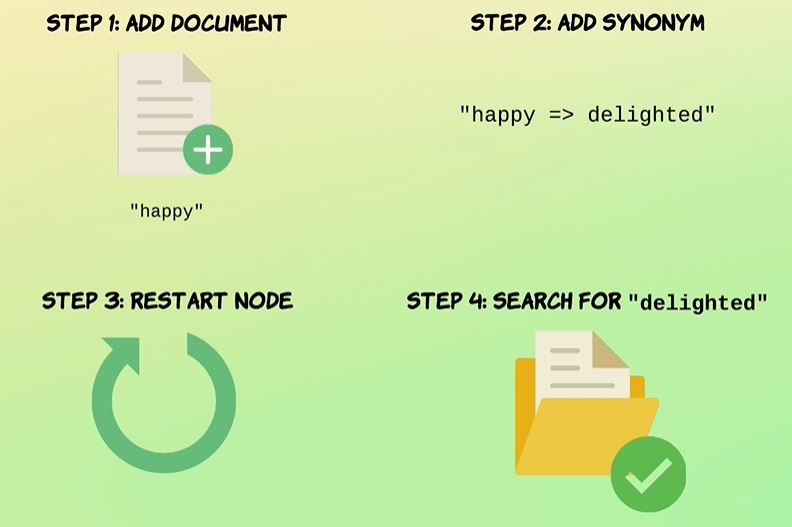 STEP 1: ADD DOCUMENT
"happy"
STEP 2: ADD SYNONYM
"happy => delighted"
STEP 3: RESTART NODE
STEP 4: SEARCH FOR "delighted"